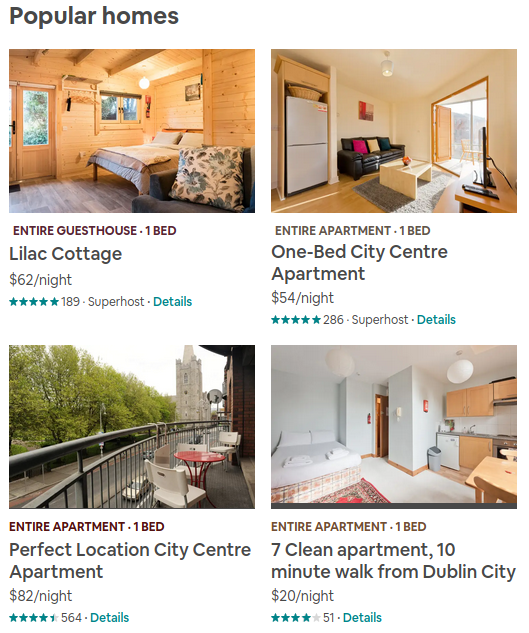 Popular homes
ENTIRE GUESTHOUSE · 1 BED
Lilac Cottage
$62/night
189 · Superhost · Details
ENTIRE APARTMENT · 1 BED
One-Bed City Centre
Apartment
$54/night
286 · Superhost · Details
ENTIRE APARTMENT · 1 BED
Perfect Location City Centre
Apartment
$82/night
564 · Details
ENTIRE APARTMENT · 1 BED
7 Clean apartment, 10
minute walk from Dublin City
$20/night
51 · Details